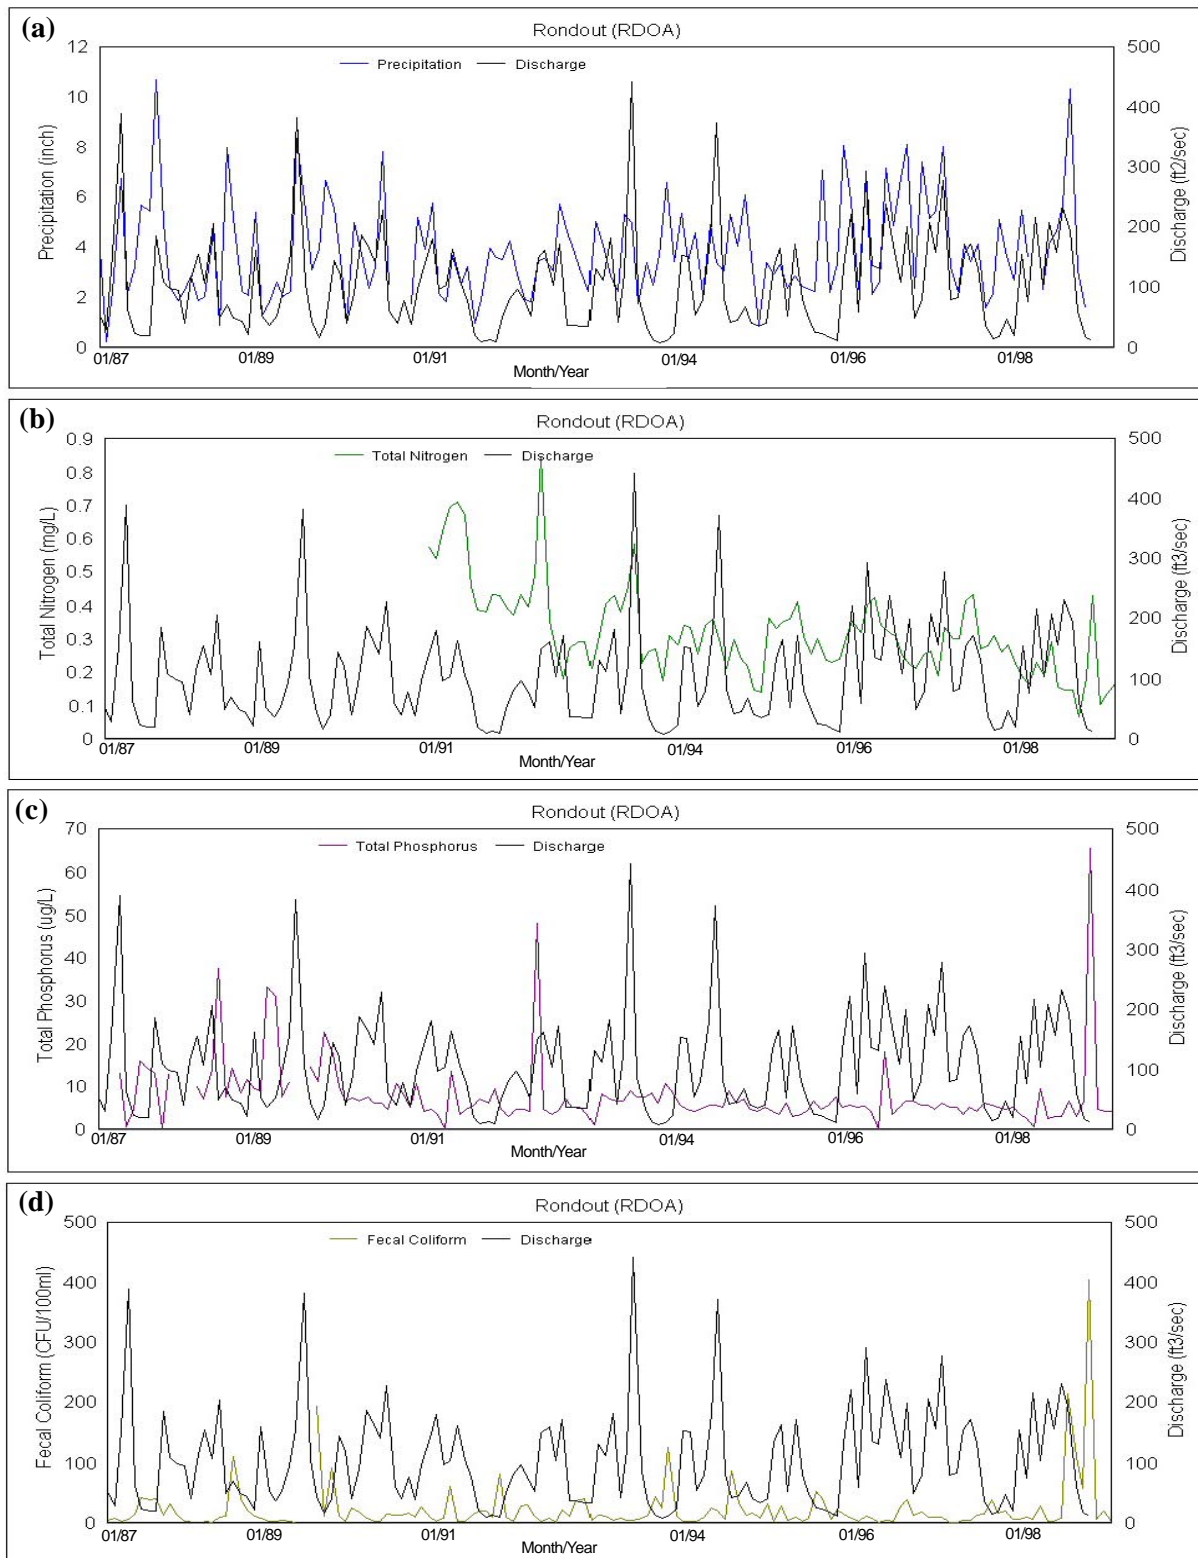 (a)
Rondout (RDOA)
Precipitation Discharge
Precipitation (inch)
12
10
8
6
4
2
0
500
400
300
200
100
0
Discharge (ft2/sec)
01/87 01/89 01/91 01/94 01/96 01/98
Month/Year
(b)
Rondout (RDOA)
Total Nitrogen Discharge
Total Nitrogen (mg/L)
0.9
0.8
0.7
0.6
0.5
0.4
0.3
0.2
0.1
0
500
400
300
200
100
0
Discharge (ft3/sec)
01/87 01/89 01/91 01/94 01/96 01/98
Month/Year
(c)
Rondout (RDOA)
Total Phosphorus Discharge
Total Phosphorus (ug/L)
70
60
50
40
30
20
10
0
500
400
300
200
100
0
Discharge (ft3/sec)
01/87 01/89 01/91 01/94 01/96 01/98
Month/Year
(d)
Rondout (RDOA)
Fecal Coliform Discharge
Fecal Coliform (CFU/100ml)
500
400
300
200
100
0
500
400
300
200
100
0
Discharge (ft3/sec)
01/87 01/89 01/91 01/94 01/96 01/98
Month/Year